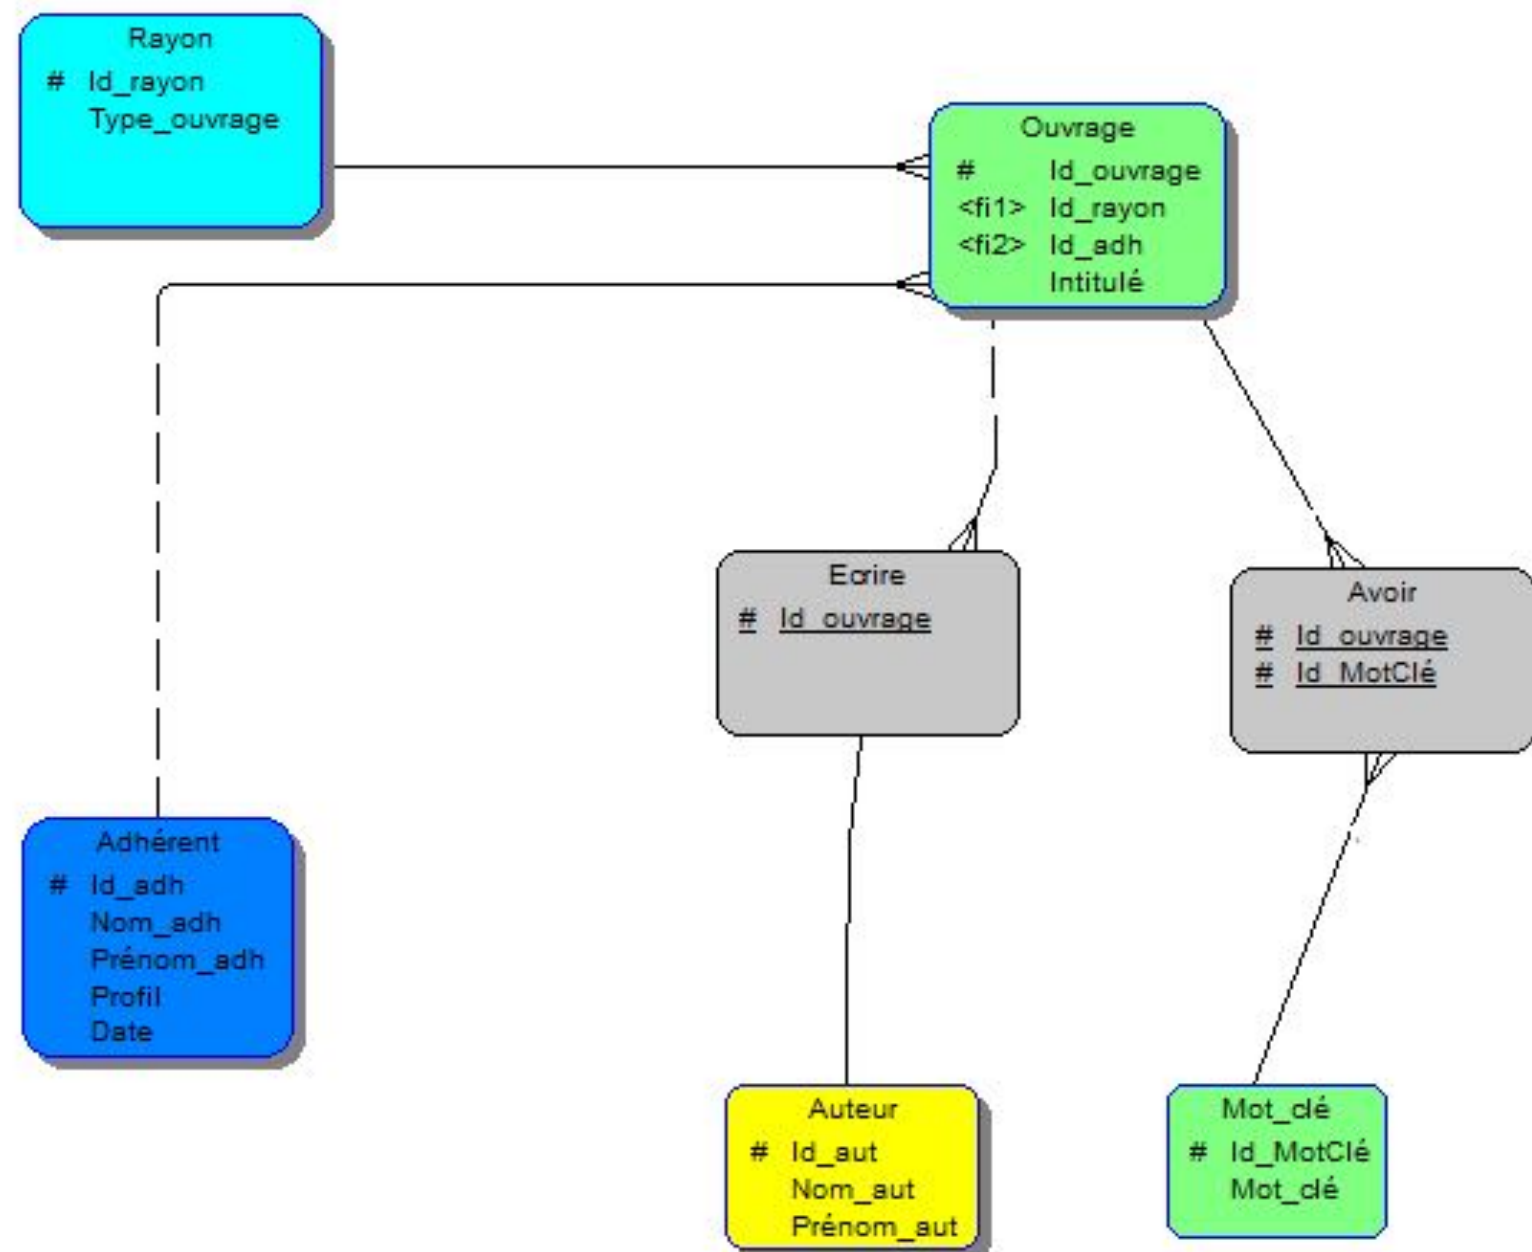 Rayon
# Id_rayon
Type_ouvrage
Ouvrage
# Id_ouvrage
<fi1> Id_rayon
<fi2> Id_adh
Intitulé
Ecrire
# Id_ouvrage
Avoir
# Id_ouvrage
# Id_MotClé
Adhérent
# Id_adh
Nom_adh
Prénom_adh
Profil
Date
Auteur
# Id_aut
Nom_aut
Prénom_aut
Mot_clé
# Id_MotClé
Mot_clé